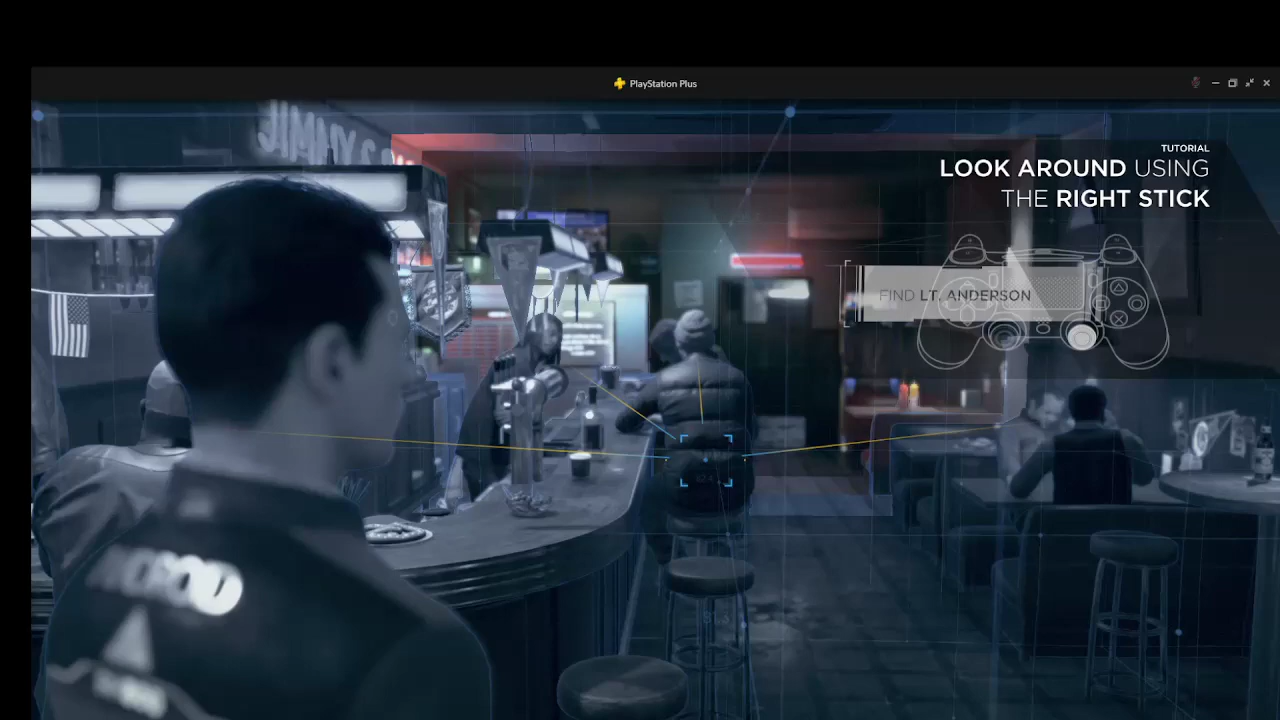 PlayStation Plus
TUTORIAL
LOOK AROUND USING
THE RIGHT STICK
FIND LT. ANDERSON